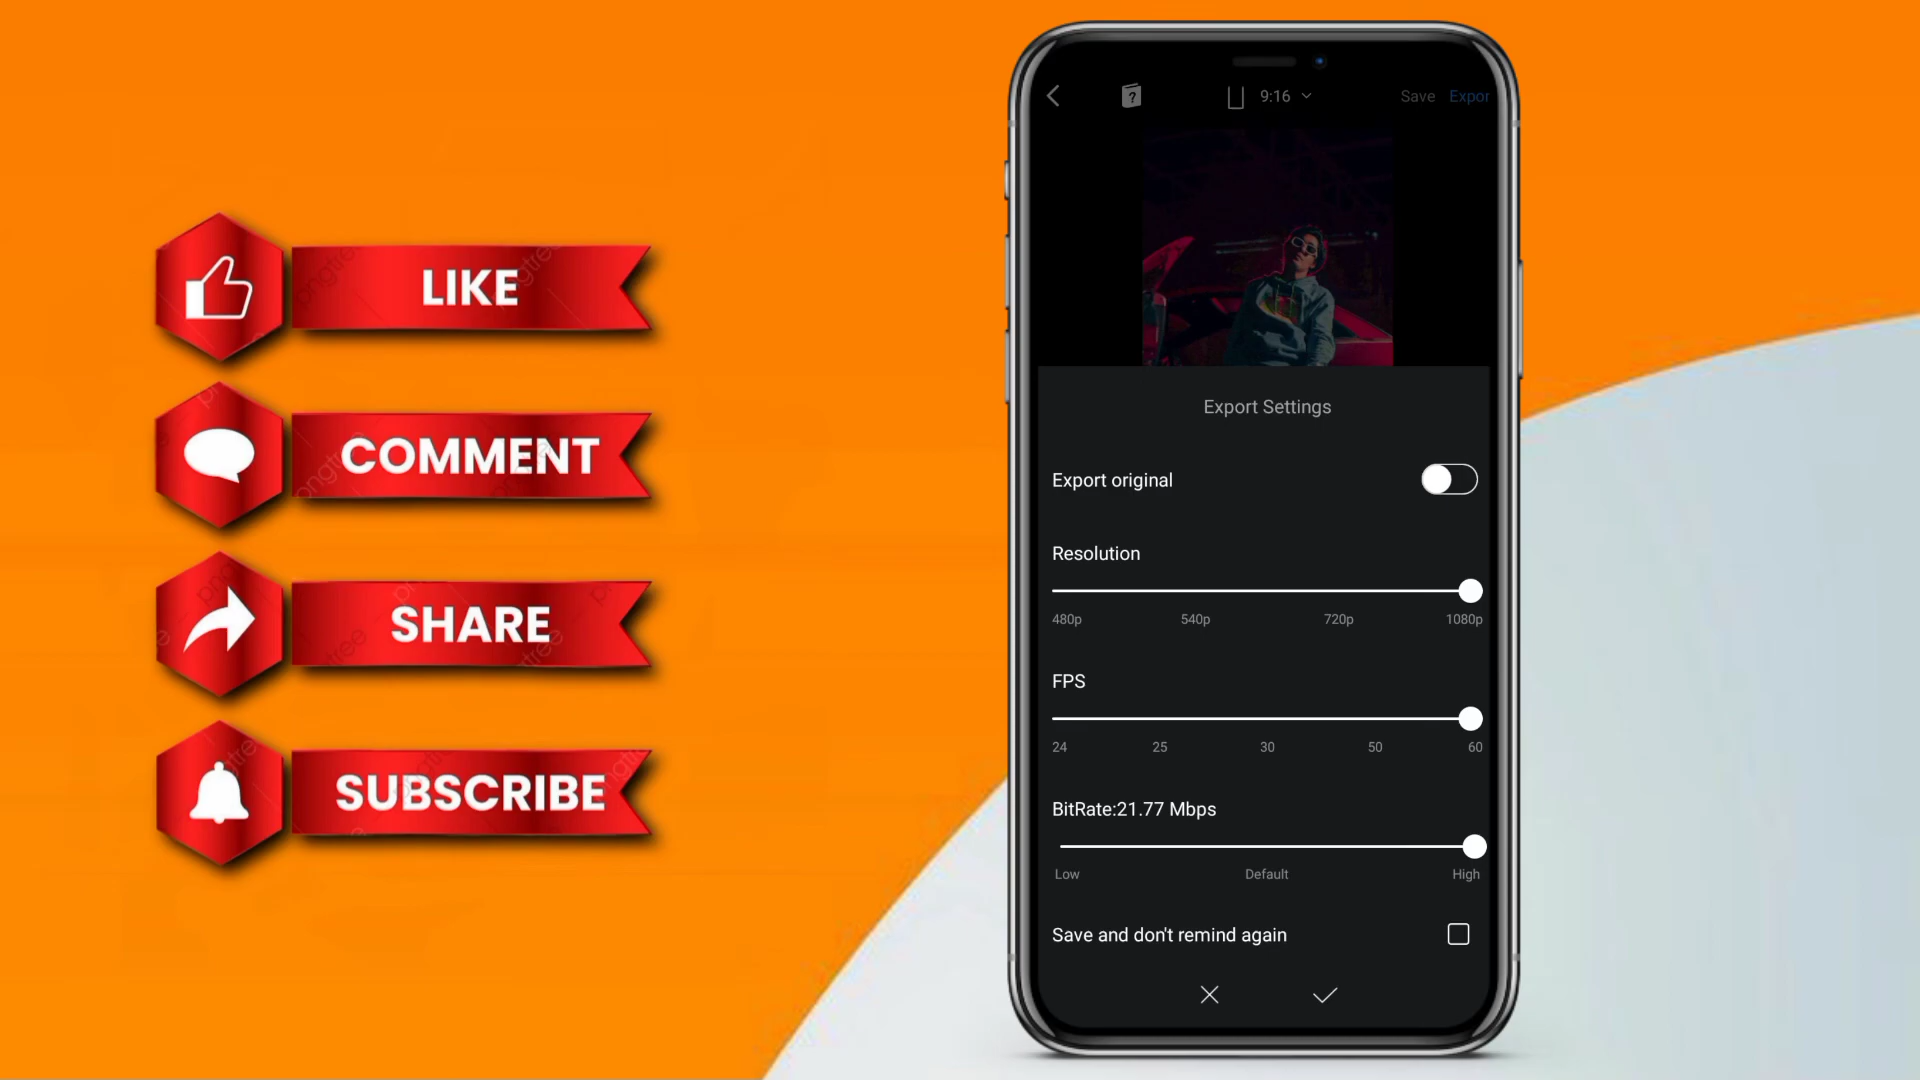 LIKE
COMMENT
SHARE
SUBSCRIBE
9:16
Save Expor
Export Settings
Export original
Resolution
480p 540p 720p 1080p
FPS
24 25 30 50 60
BitRate:21.77 Mbps
Low Default High
Save and don't remind again
pngtree